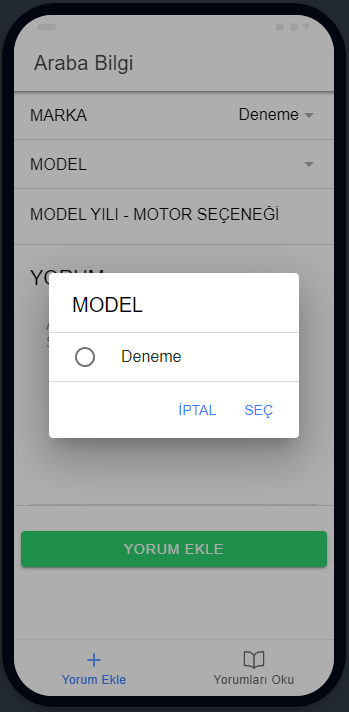 Araba Bilgi
MARKA Deneme
MODEL
MODEL YILI - MOTOR SEÇENEĞİ
YORUM
MODEL
Deneme
İPTAL SEÇ
YORUM EKLE
Yorum Ekle Yorumları Oku